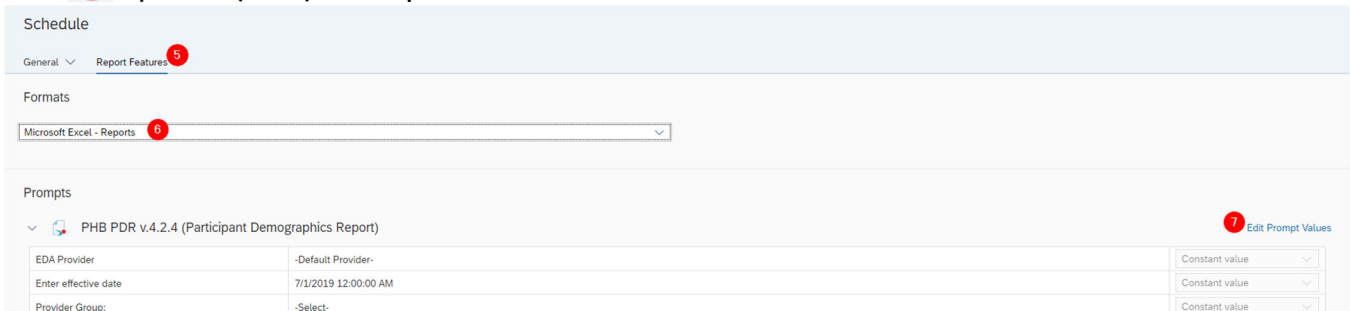 Schedule
General Report Features 5
Formats
Microsoft Excel - Reports 6
Prompts
PHB PDR v.4.2.4 (Participant Demographics Report) 7 Edit Prompt Values
EDA Provider -Default Provider- Constant value
Enter effective date 7/1/2019 12:00:00 AM Constant value
Provider Group: -Select- Constant value